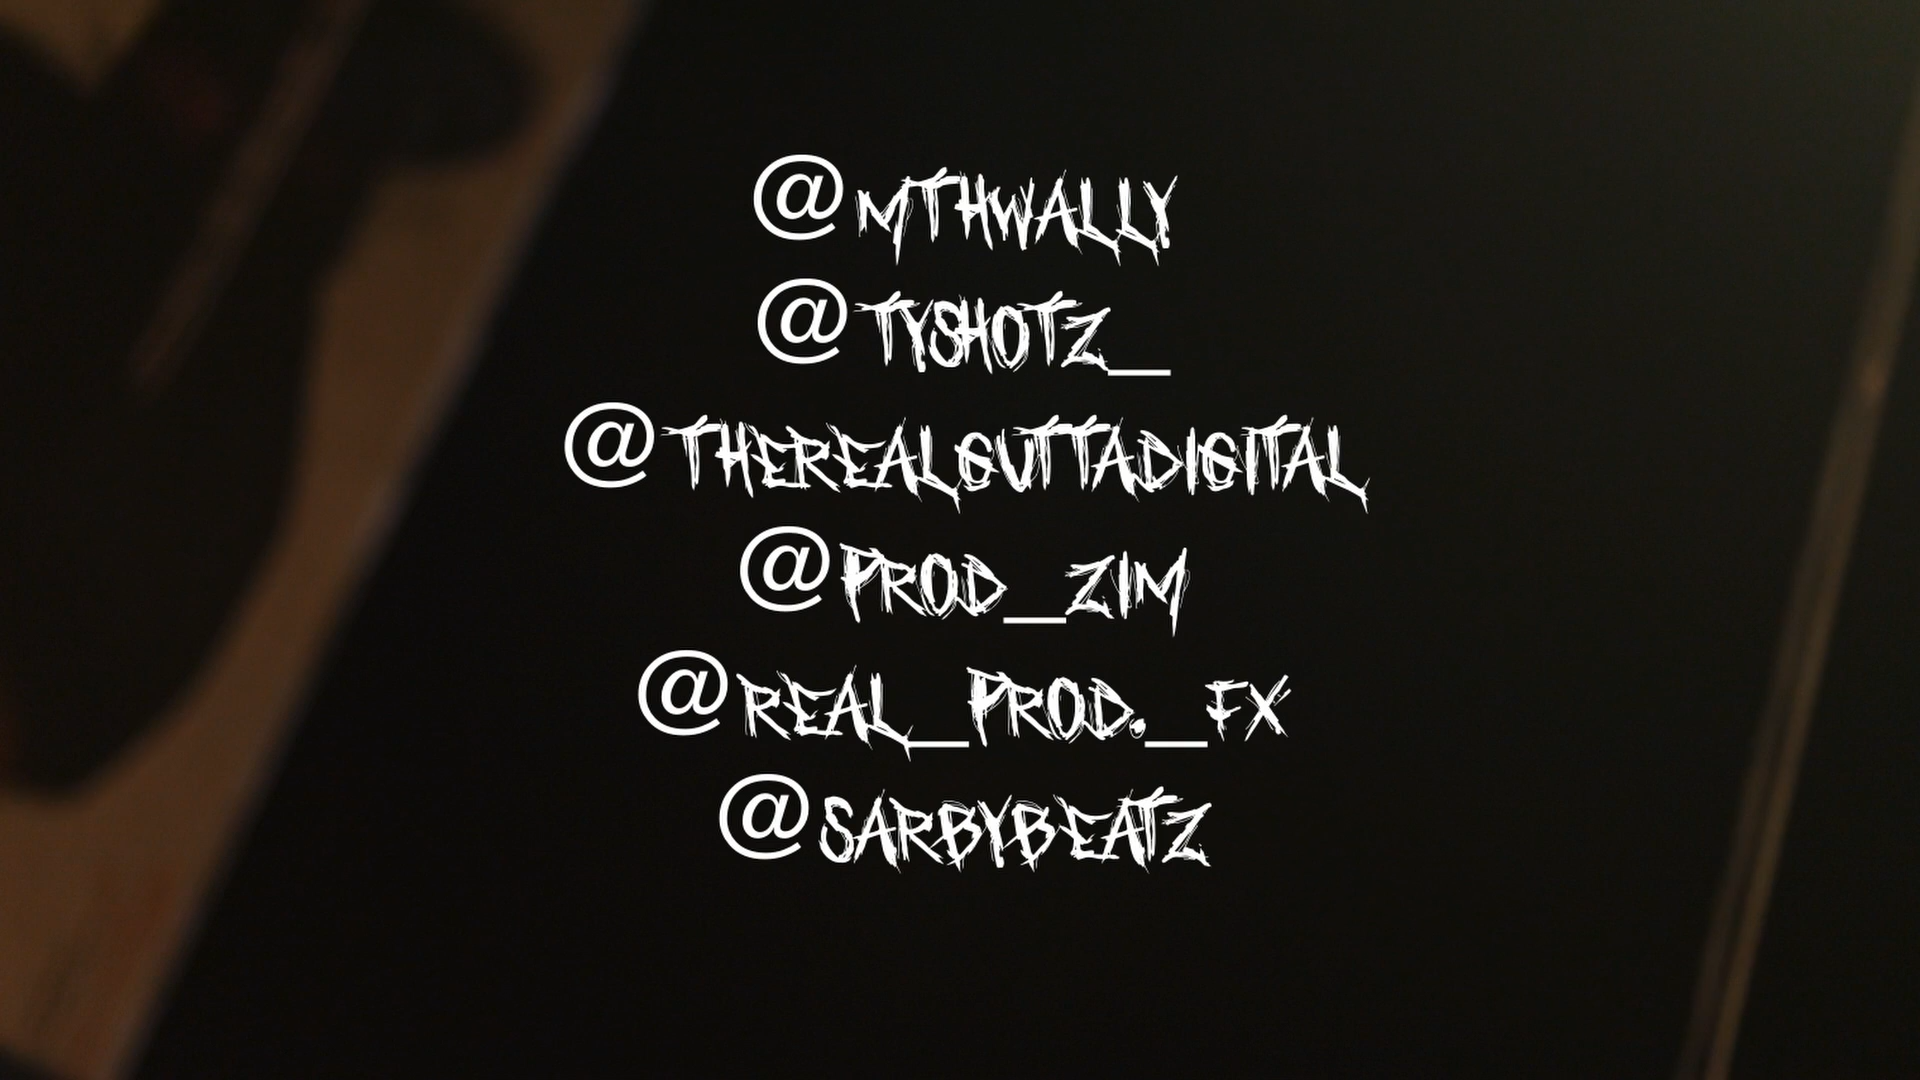 @MTHWALLY
@TYSHOTZ_
@THEREALGUTTADIGITAL
@PROD_ZIM
@REAL_PROD._FX
@SARBYBEATZ